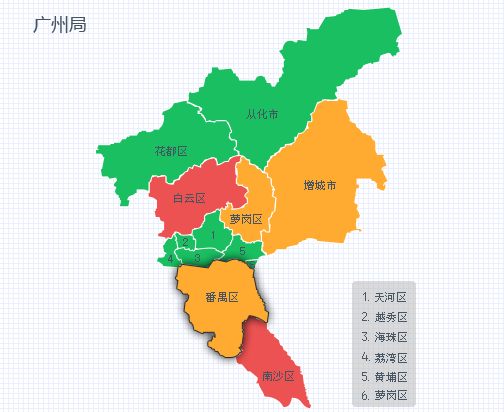 广州局
从化市
花都区
增城市
白云区
萝岗区
1
2
3
4
5
番禺区
南沙区
1. 天河区
2. 越秀区
3. 海珠区
4. 荔湾区
5. 黄埔区
6. 萝岗区